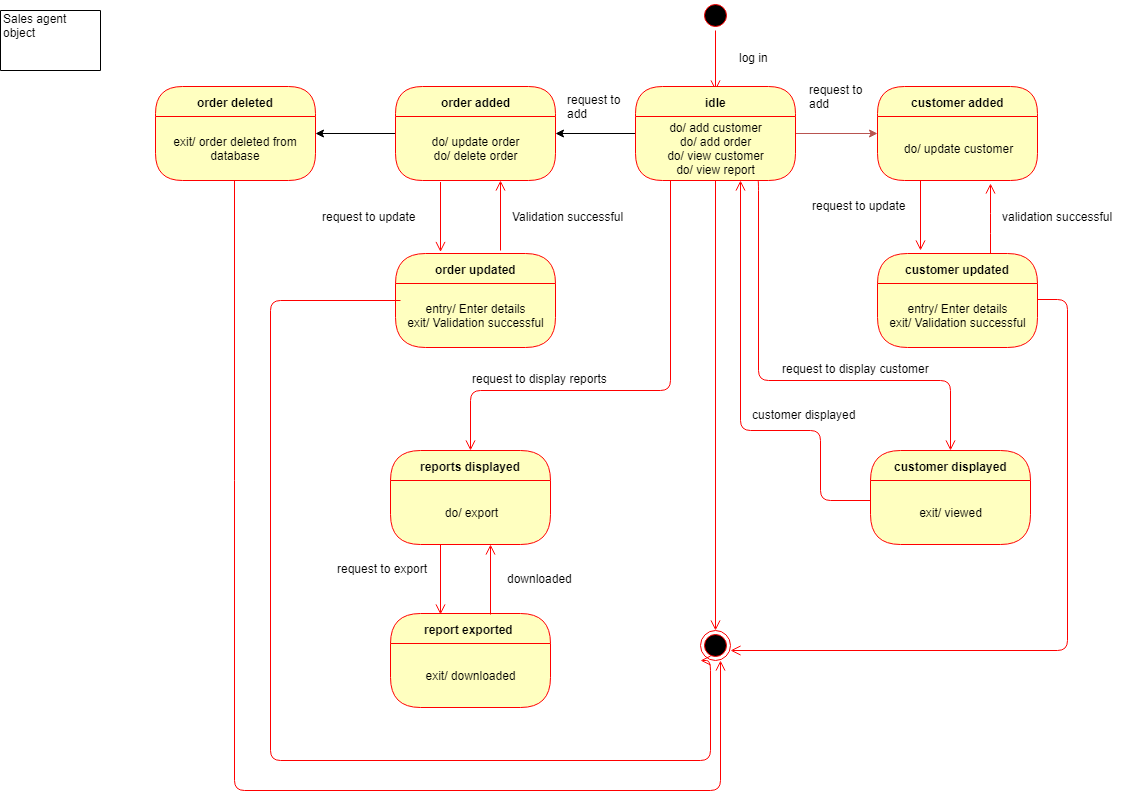 Sales agent
object
log in
order deleted
exit/ order deleted from
database
order added
do/ update order
do/ delete order
request to
add
idle
do/ add customer
do/ add order
do/ view customer
do/ view report
request to
add
customer added
do/ update customer
request to update
Validation successful
request to update
validation successful
order updated
entry/ Enter details
exit/ Validation successful
customer updated
entry/ Enter details
exit/ Validation successful
request to display reports
request to display customer
customer displayed
reports displayed
do/ export
customer displayed
exit/ viewed
request to export
downloaded
report exported
exit/ downloaded